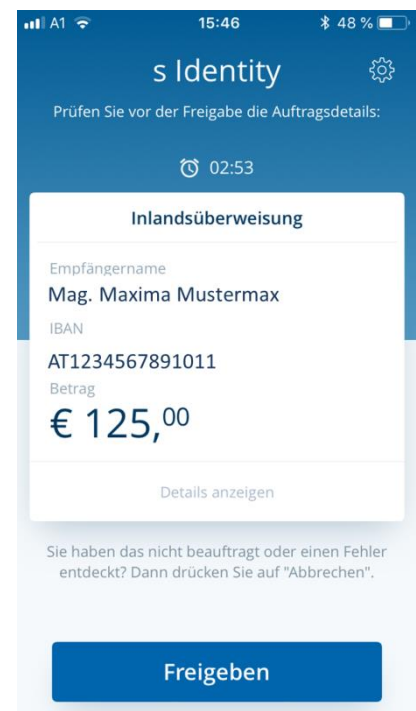 A1 15:46 48 %
s Identity
Prüfen Sie vor der Freigabe die Auftragsdetails:
02:53
Inlandsüberweisung
Empfängername
Mag. Maxima Mustermax
IBAN
AT1234567891011
Betrag
€ 125,00
Details anzeigen
Sie haben das nicht beauftragt oder einen Fehler
entdeckt? Dann drücken Sie auf "Abbrechen".
Freigeben